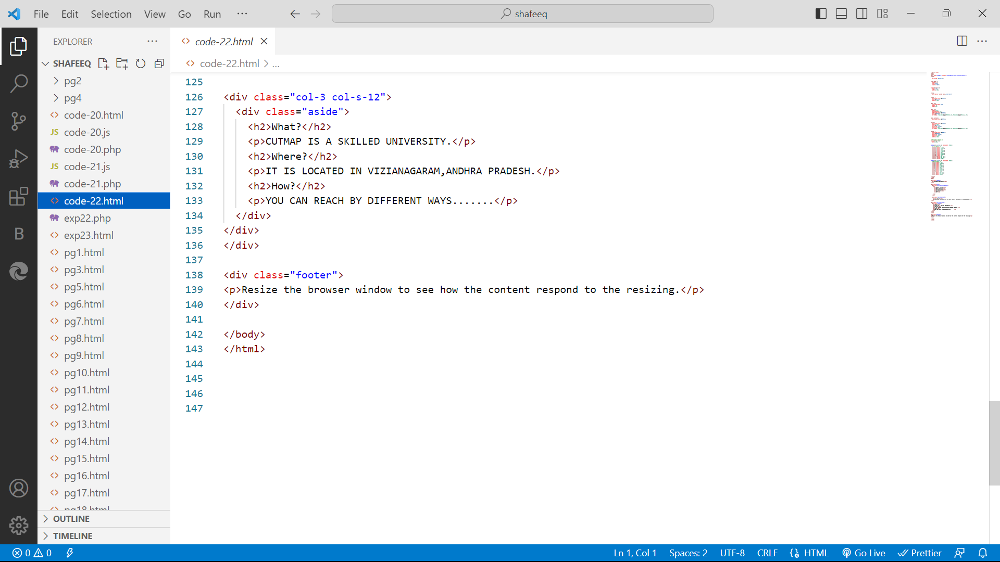 File Edit Selection View Go Run ···
shafeeq
EXPLORER
SHAFEEQ
pg2
pg4
code-20.html
JS code-20.js
code-20.php
JS code-21.js
code-21.php
code-22.html
exp22.php
exp23.html
pg1.html
pg3.html
pg5.html
pg6.html
pg7.html
pg8.html
pg9.html
pg10.html
pg11.html
pg12.html
pg13.html
pg14.html
pg15.html
pg16.html
pg17.html
pg18.html
OUTLINE
TIMELINE
B
code-22.html
code-22.html > ...
125
126 <div class="col-3 col-s-12">
127 <div class="aside">
128 <h2>What?</h2>
129 <p>CUTMAP IS A SKILLED UNIVERSITY.</p>
130 <h2>Where?</h2>
131 <p>IT IS LOCATED IN VIZIANAGARAM,ANDHRA PRADESH.</p>
132 <h2>How?</h2>
133 <p>YOU CAN REACH BY DIFFERENT WAYS.......</p>
134 </div>
135 </div>
136 </div>
137
138 <div class="footer">
139 <p>Resize the browser window to see how the content respond to the resizing.</p>
140 </div>
141
142 </body>
143 </html>
144
145
146
147
0 0 Ln 1, Col 1 Spaces: 2 UTF-8 CRLF HTML Go Live Prettier